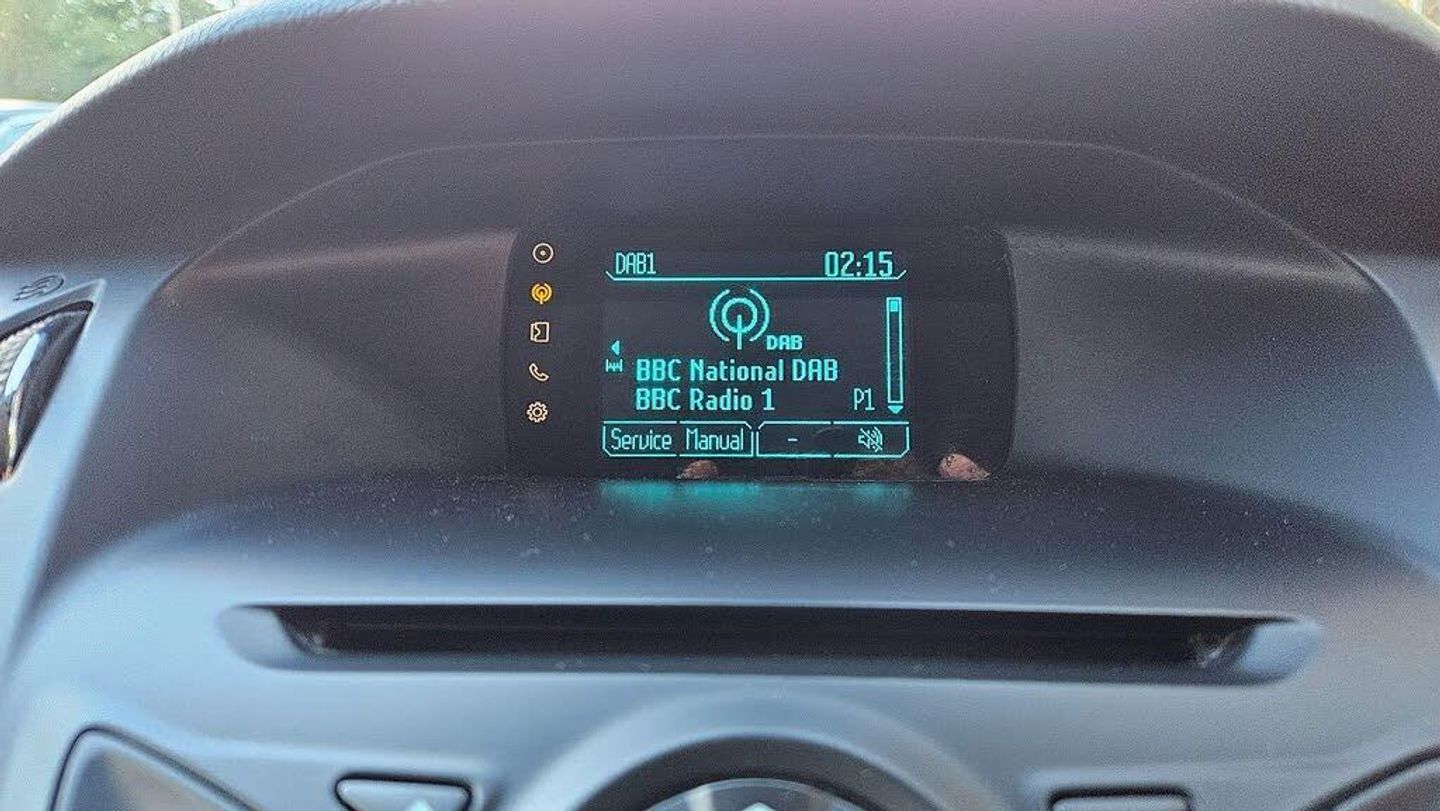 DAB1 02:15
DAB
BBC National DAB
BBC Radio 1 P1
Service Manual -